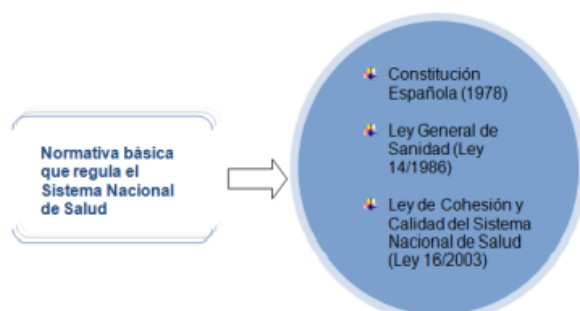 Normativa básica
que regula el
Sistema Nacional
de Salud
Constitución
Española (1978)
Ley General de
Sanidad (Ley
14/1986)
Ley de Cohesión y
Calidad del Sistema
Nacional de Salud
(Ley 16/2003)